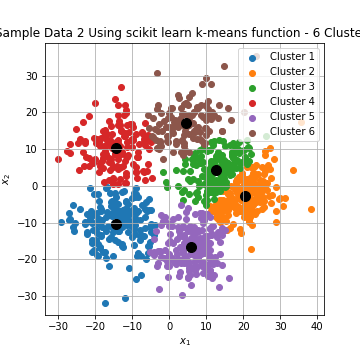 Sample Data 2 Using scikit learn k-means function - 6 Cluste
Cluster 1
Cluster 2
Cluster 3
Cluster 4
Cluster 5
Cluster 6
30
20
10
0
−10
−20
−30
x₂
−30 −20 −10 0 10 20 30 40
x₁